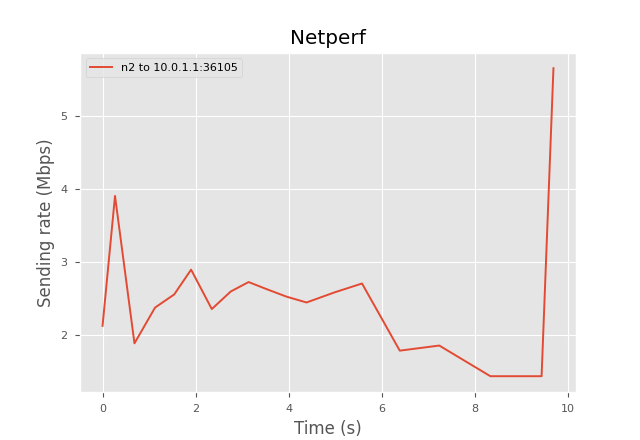 Netperf
n2 to 10.0.1.1:36105
Sending rate (Mbps)
5
4
3
2
0 2 4 6 8 10
Time (s)